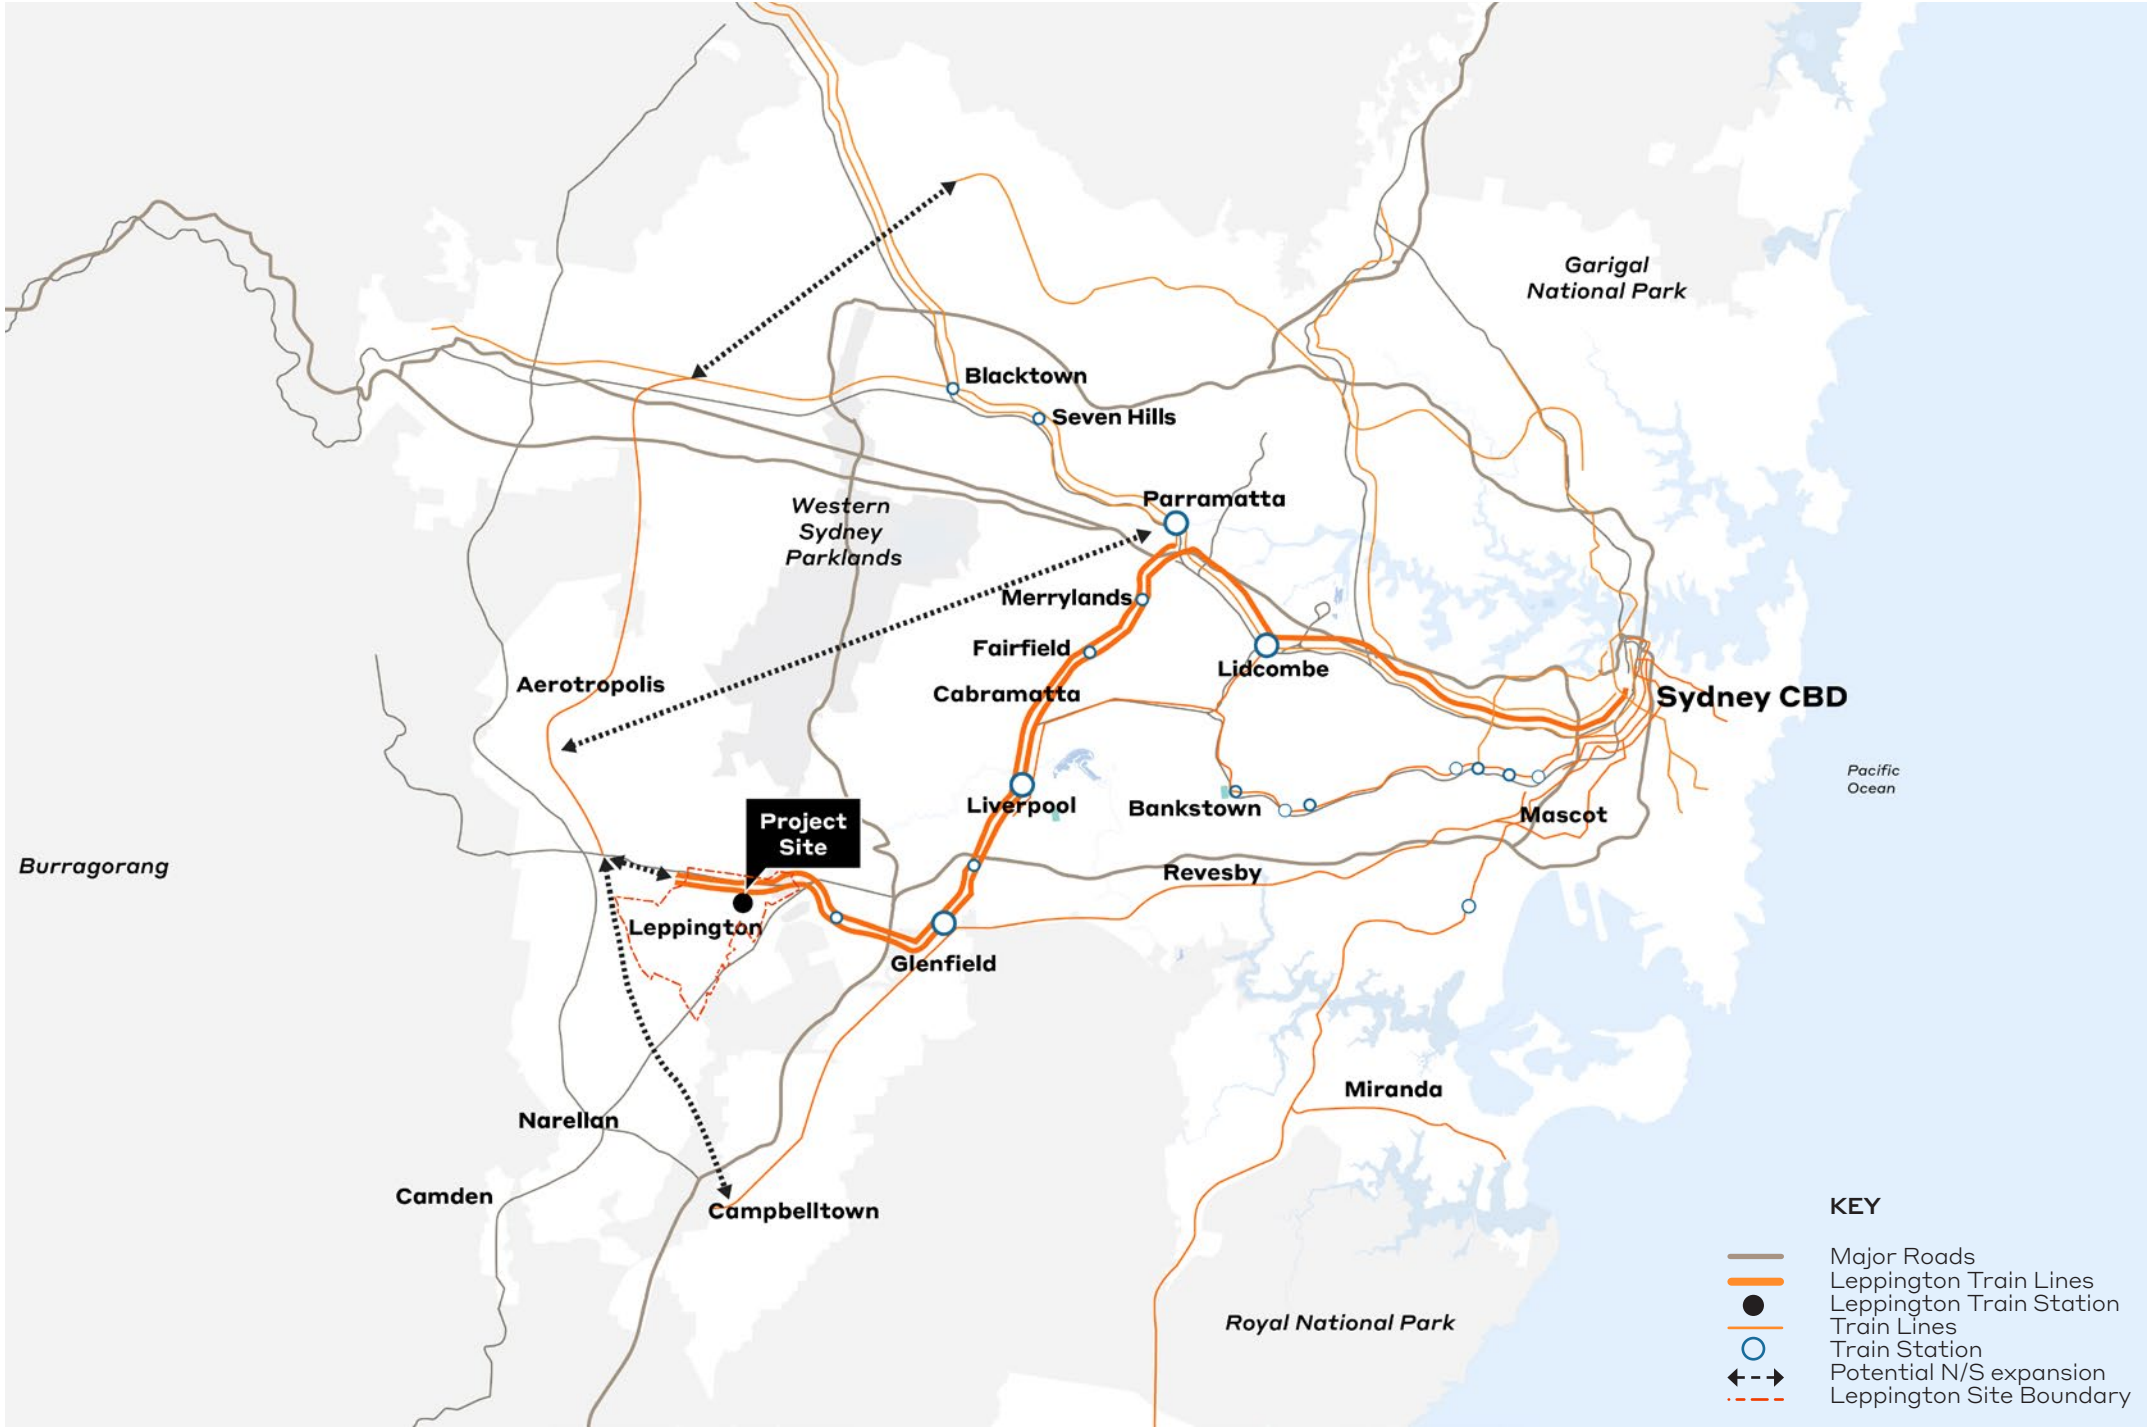 Garigal
National Park
Blacktown
Seven Hills
Parramatta
Western
Sydney
Parklands
Merrylands
Fairfield
Lidcombe
Cabramatta
Aerotropolis
Sydney CBD
Pacific
Ocean
Liverpool
Bankstown
Mascot
Project
Site
Burragorang
Revesby
Leppington
Glenfield
Miranda
Narellan
Camden
Campbelltown
Royal National Park
KEY
Major Roads
Leppington Train Lines
Leppington Train Station
Train Lines
Train Station
Potential N/S expansion
Leppington Site Boundary